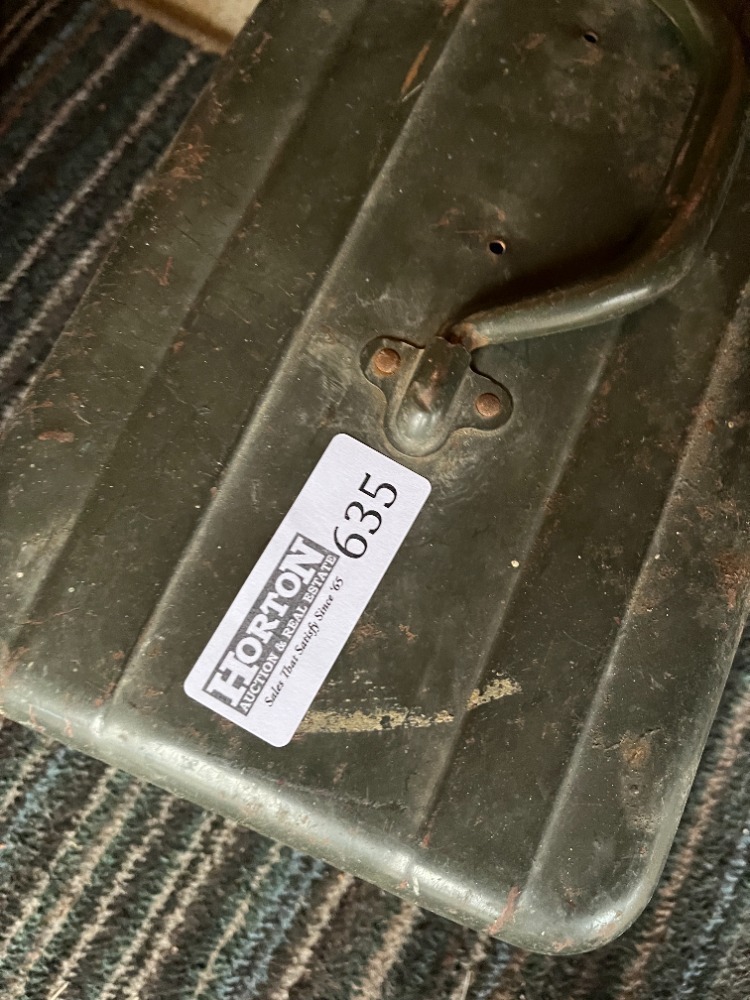 HORTON
AUCTION & REAL ESTATE
Sales That Satisfy Since '65
635